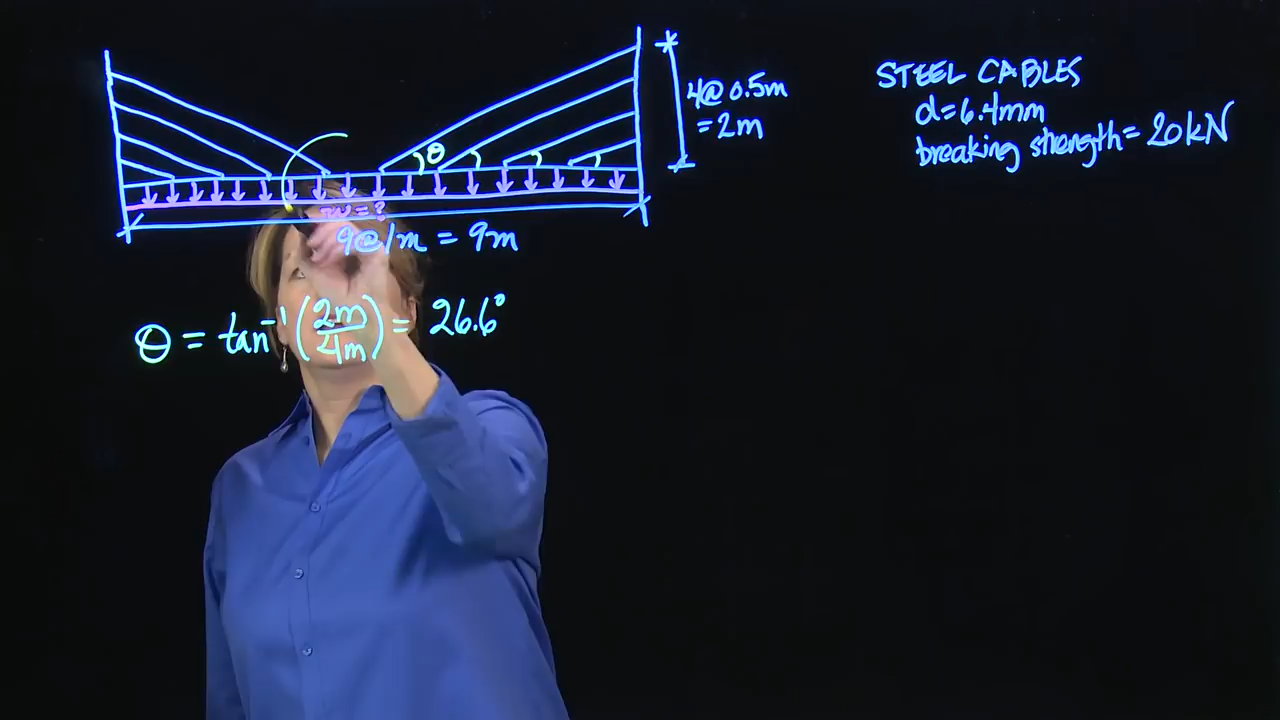 4@0.5m
=2m
STEEL CABLES
d=6.4mm
breaking strength=20kN
θ
w=?
9@1m = 9m
θ = tan⁻¹(2m/4m) = 26.6°